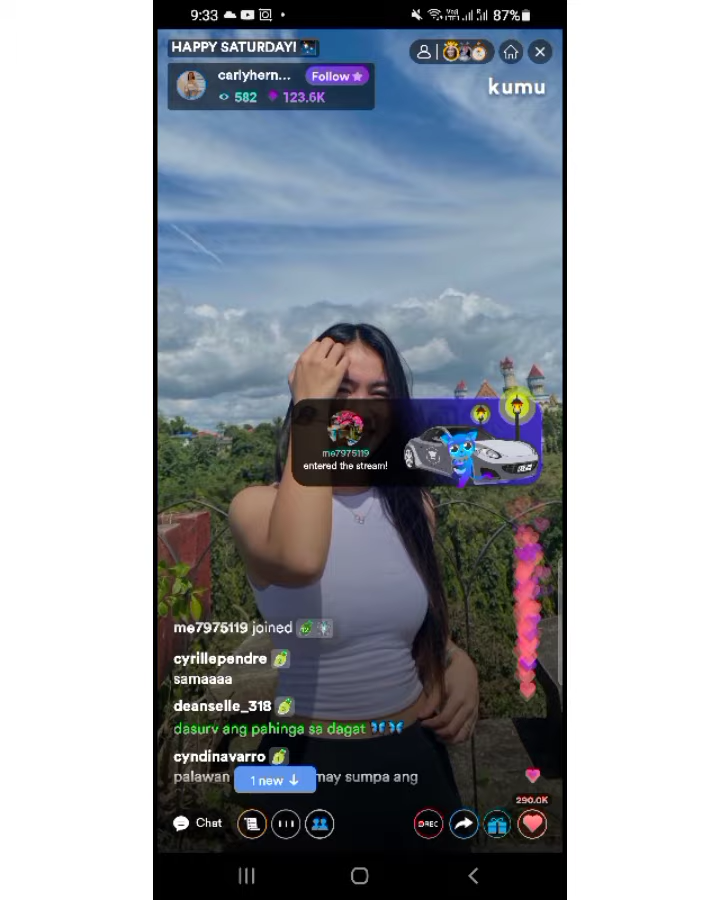 9:33
87%
HAPPY SATURDAY!
carlyhern...
Follow
582
123.6K
kumu
me7975119
entered the stream!
me7975119 joined
cyrillependre
samaaaa
deanselle_318
dasurv ang pahinga sa dagat
cyndinavarro
palawan
1 new ↓
may sumpa ang
290.0K
Chat
REC